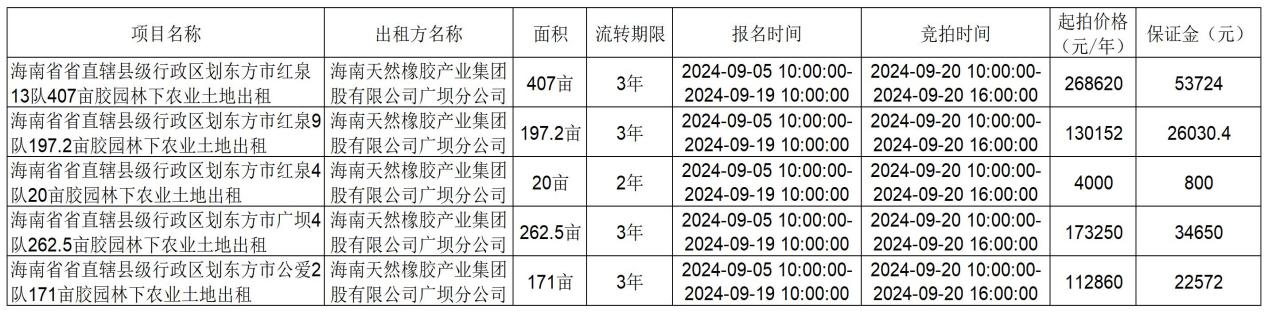 项目名称 出租方名称 面积 流转期限 报名时间 竞拍时间 起拍价格（元/年） 保证金（元）
海南省省直辖县级行政区划东方市红泉 海南天然橡胶产业集团 407亩 3年 2024-09-05 10:00:00- 2024-09-20 10:00:00- 268620 53724
13队407亩胶园林下农业土地出租 股有限公司广坝分公司 2024-09-19 10:00:00 2024-09-20 16:00:00
海南省省直辖县级行政区划东方市红泉9 海南天然橡胶产业集团 197.2亩 3年 2024-09-05 10:00:00- 2024-09-20 10:00:00- 130152 26030.4
队197.2亩胶园林下农业土地出租 股有限公司广坝分公司 2024-09-19 10:00:00 2024-09-20 16:00:00
海南省省直辖县级行政区划东方市红泉4 海南天然橡胶产业集团 20亩 2年 2024-09-05 10:00:00- 2024-09-20 10:00:00- 4000 800
队20亩胶园林下农业土地出租 股有限公司广坝分公司 2024-09-19 10:00:00 2024-09-20 16:00:00
海南省省直辖县级行政区划东方市广坝4 海南天然橡胶产业集团 262.5亩 3年 2024-09-05 10:00:00- 2024-09-20 10:00:00- 173250 34650
队262.5亩胶园林下农业土地出租 股有限公司广坝分公司 2024-09-19 10:00:00 2024-09-20 16:00:00
海南省省直辖县级行政区划东方市公爱2 海南天然橡胶产业集团 171亩 3年 2024-09-05 10:00:00- 2024-09-20 10:00:00- 112860 22572
队171亩胶园林下农业土地出租 股有限公司广坝分公司 2024-09-19 10:00:00 2024-09-20 16:00:00